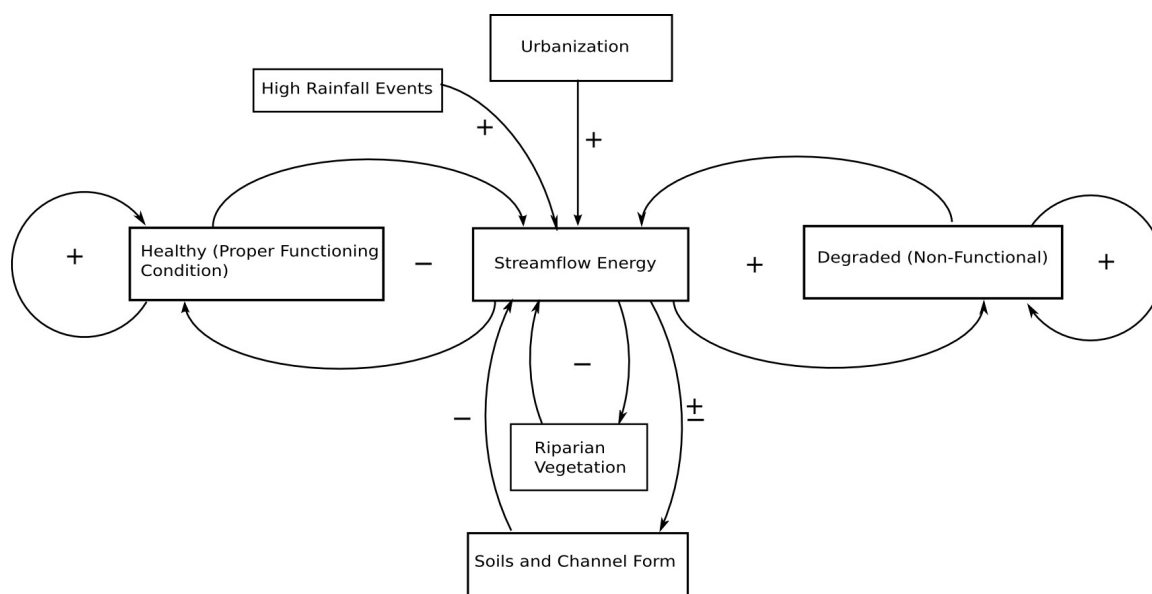 Urbanization
High Rainfall Events
+
+
Healthy (Proper Functioning
Condition)
+
−
Streamflow Energy
+
Degraded (Non-Functional)
+
−
−
±
Riparian
Vegetation
Soils and Channel Form